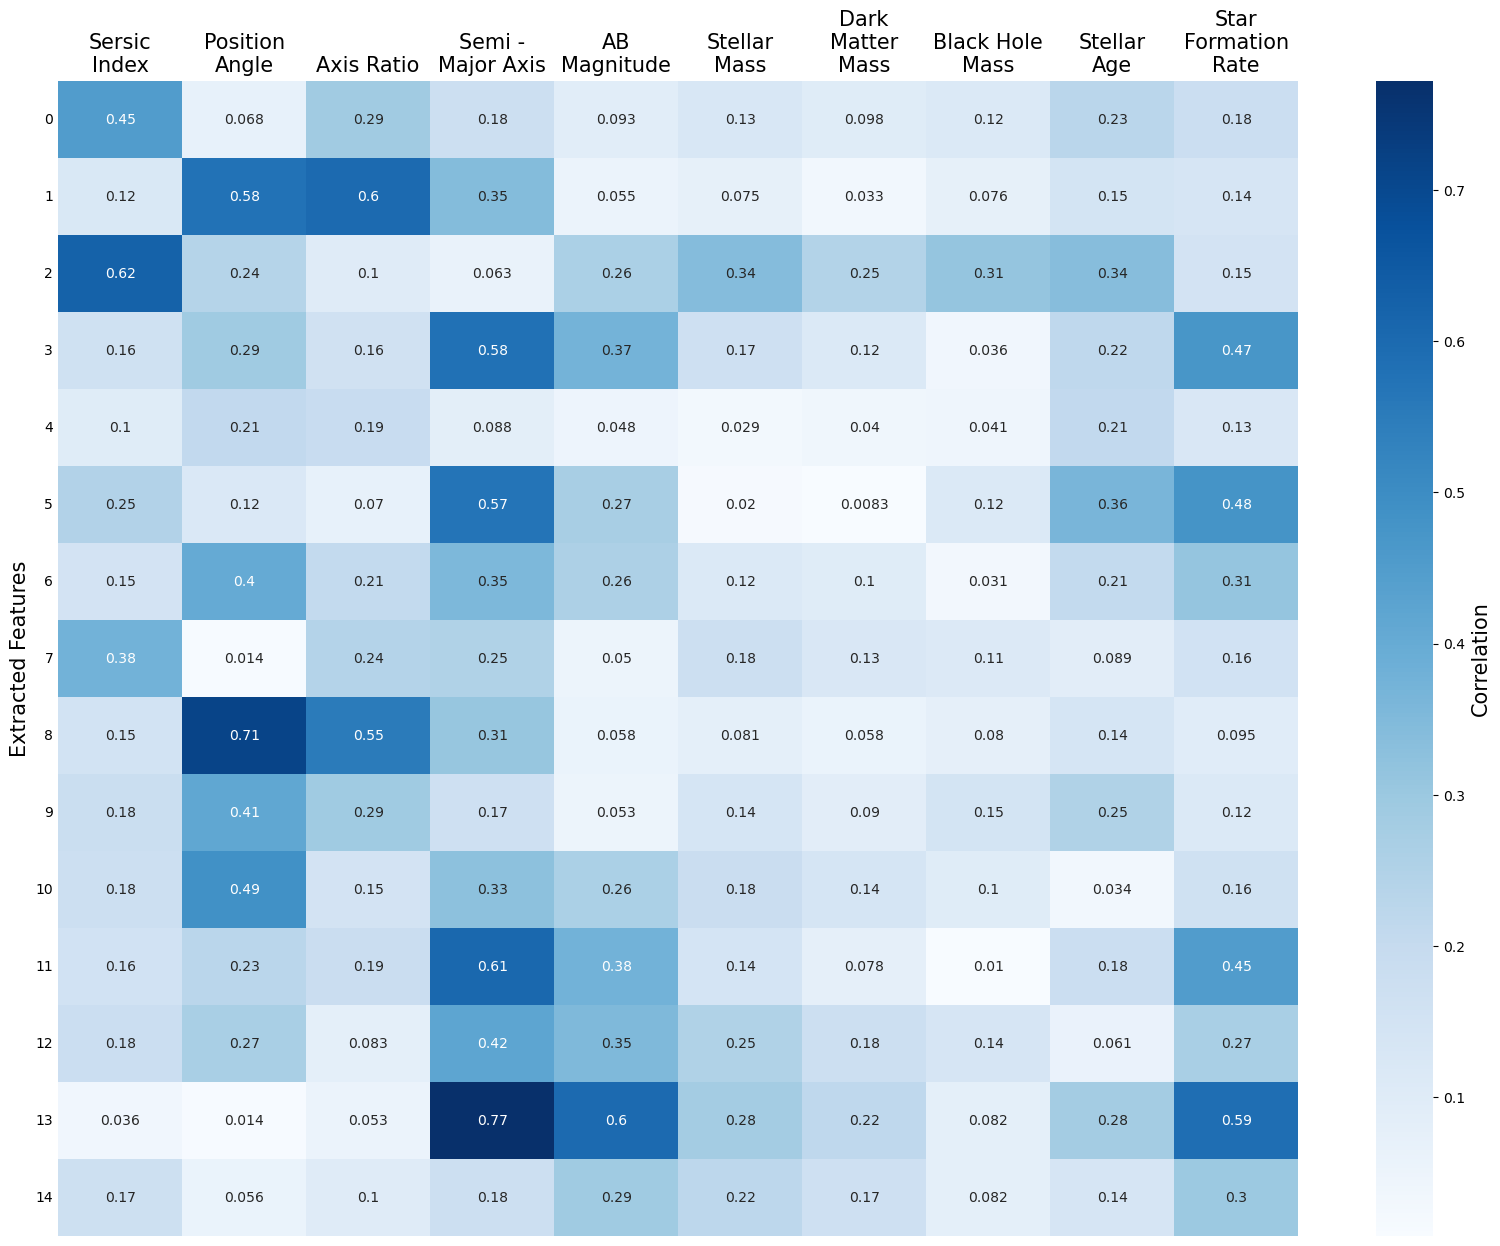 Sersic Index
Position Angle
Axis Ratio
Semi - Major Axis
AB Magnitude
Stellar Mass
Dark Matter Mass
Black Hole Mass
Stellar Age
Star Formation Rate
0 0.45 0.068 0.29 0.18 0.093 0.13 0.098 0.12 0.23 0.18
1 0.12 0.58 0.6 0.35 0.055 0.075 0.033 0.076 0.15 0.14
2 0.62 0.24 0.1 0.063 0.26 0.34 0.25 0.31 0.34 0.15
3 0.16 0.29 0.16 0.58 0.37 0.17 0.12 0.036 0.22 0.47
4 0.1 0.21 0.19 0.088 0.048 0.029 0.04 0.041 0.21 0.13
5 0.25 0.12 0.07 0.57 0.27 0.02 0.0083 0.12 0.36 0.48
6 0.15 0.4 0.21 0.35 0.26 0.12 0.1 0.031 0.21 0.31
7 0.38 0.014 0.24 0.25 0.05 0.18 0.13 0.11 0.089 0.16
8 0.15 0.71 0.55 0.31 0.058 0.081 0.058 0.08 0.14 0.095
9 0.18 0.41 0.29 0.17 0.053 0.14 0.09 0.15 0.25 0.12
10 0.18 0.49 0.15 0.33 0.26 0.18 0.14 0.1 0.034 0.16
11 0.16 0.23 0.19 0.61 0.38 0.14 0.078 0.01 0.18 0.45
12 0.18 0.27 0.083 0.42 0.35 0.25 0.18 0.14 0.061 0.27
13 0.036 0.014 0.053 0.77 0.6 0.28 0.22 0.082 0.28 0.59
14 0.17 0.056 0.1 0.18 0.29 0.22 0.17 0.082 0.14 0.3
Extracted Features
0.7
0.6
0.5
0.4
0.3
0.2
0.1
Correlation